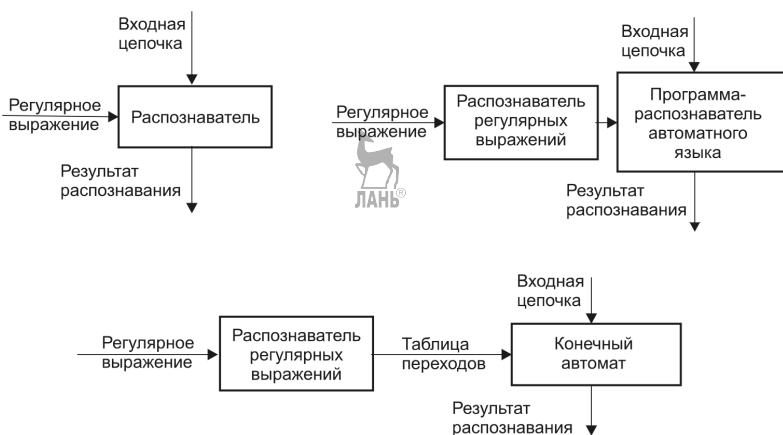 Входная
цепочка
Регулярное
выражение
Распознаватель
Результат
распознавания
Входная
цепочка
Регулярное
выражение
Распознаватель
регулярных
выражений
Программа-
распознаватель
автоматного
языка
Результат
распознавания
ЛАНЬ®
Входная
цепочка
Регулярное
выражение
Распознаватель
регулярных
выражений
Таблица
переходов
Конечный
автомат
Результат
распознавания